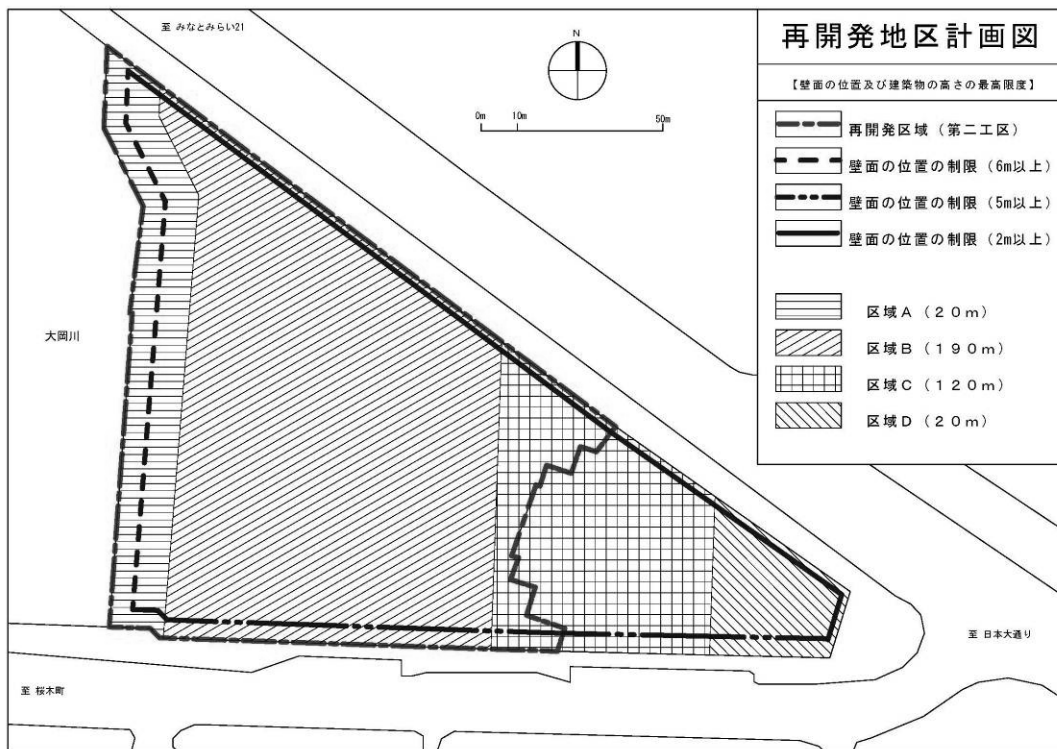 再開発地区計画図
【壁面の位置及び建築物の高さの最高限度】
再開発区域（第二工区）
壁面の位置の制限（6m以上）
壁面の位置の制限（5m以上）
壁面の位置の制限（2m以上）
区域A（20m）
区域B（190m）
区域C（120m）
区域D（20m）
至 みなとみらい21
N
0m 10m 50m
大岡川
至 日本大通り
至 桜木町